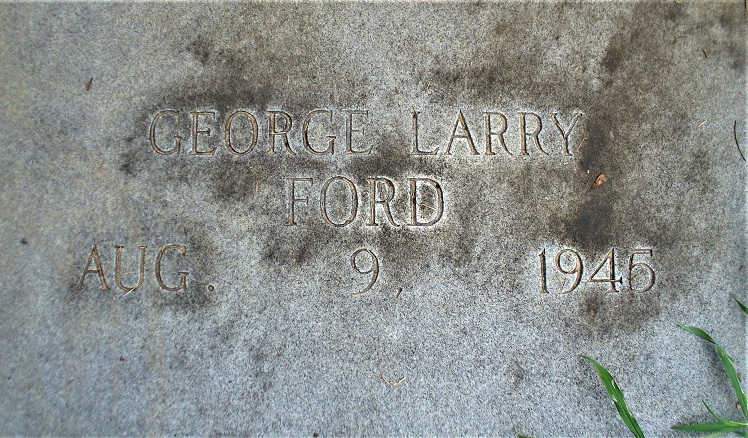 GEORGE LARRY
FORD
AUG. 9, 1945